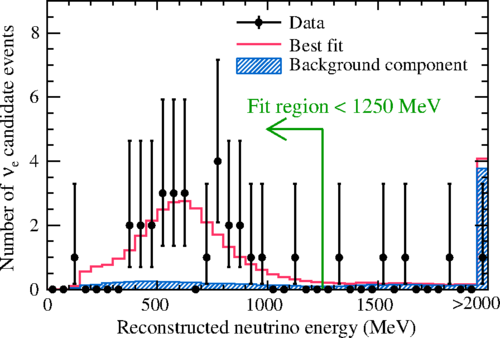 Data
Best fit
Background component
Fit region < 1250 MeV
Number of νe candidate events
8
6
4
2
0
0 500 1000 1500 >2000
Reconstructed neutrino energy (MeV)